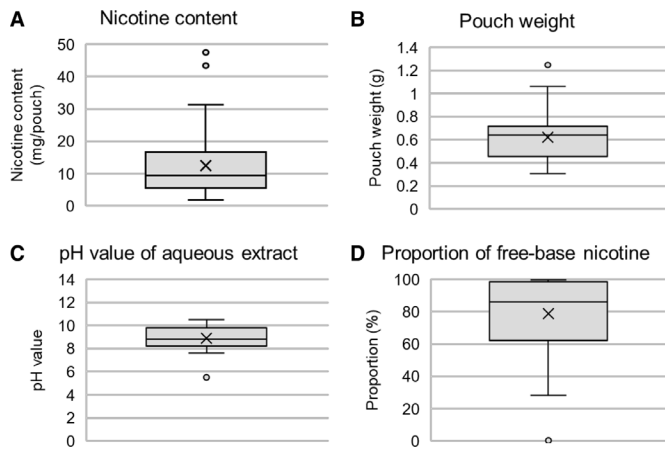 A
Nicotine content
Nicotine content
(mg/pouch)
50
40
30
20
10
0
B
Pouch weight
Pouch weight (g)
1.4
1.2
1
0.8
0.6
0.4
0.2
0
C
pH value of aqueous extract
pH value
14
12
10
8
6
4
2
0
D
Proportion of free-base nicotine
Proportion (%)
100
80
60
40
20
0